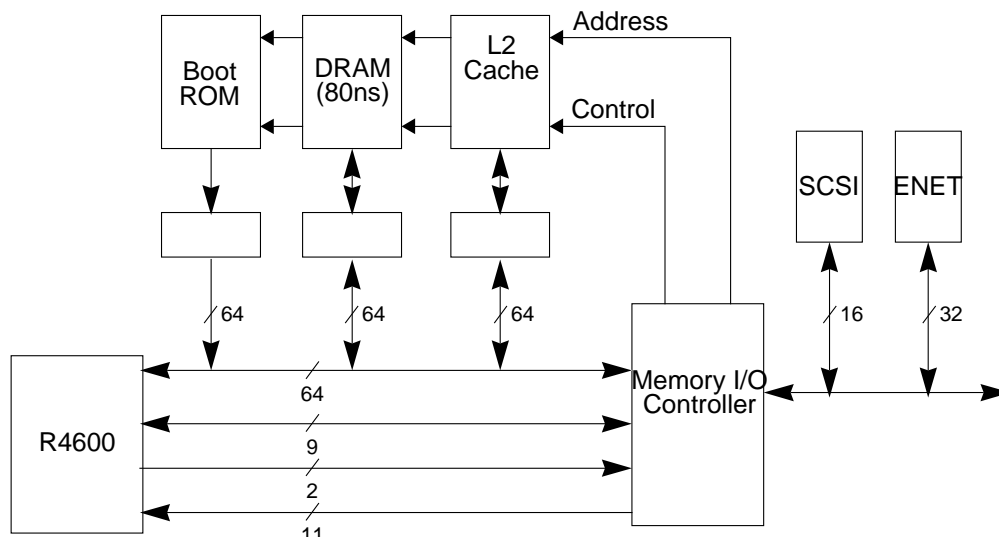 Address
L2
Cache
DRAM
(80ns)
Boot
ROM
Control
SCSI
ENET
64
64
64
16
32
64
Memory I/O
Controller
R4600
9
2
11